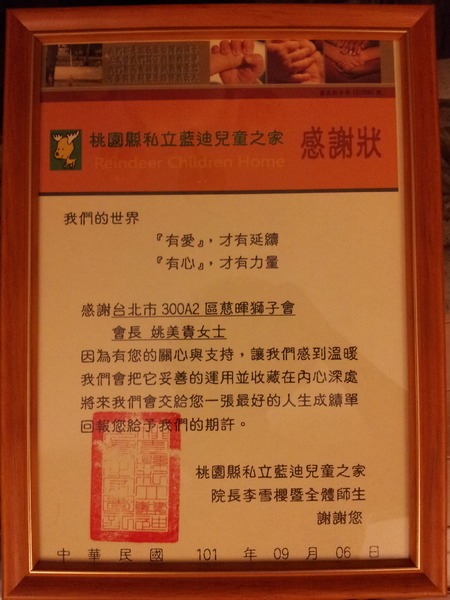 桃園縣私立藍迪兒童之家 感謝狀
Reindeer Children Home
我們的世界
『有愛』，才有延續
『有心』，才有力量
感謝台北市300A2區慈暉獅子會
會長 姚美貴女士
因為有您的關心與支持，讓我們感到溫暖
我們會把它妥善的運用並收藏在內心深處
將來我們會交給您一張最好的人生成績單
回報您給予我們的期許。
桃園縣私立藍迪兒童之家
院長李雪櫻暨全體師生
謝謝您
中華民國 101 年 09 月 06 日